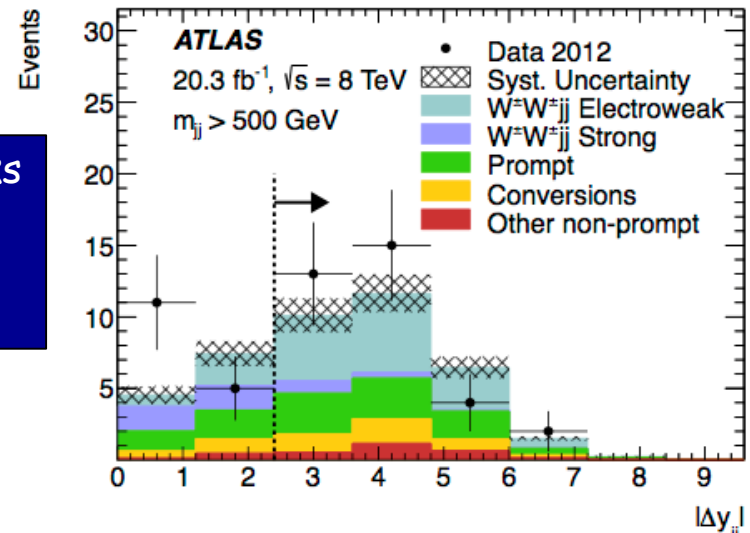 Events
ATLAS
20.3 fb⁻¹, √s = 8 TeV
m_jj > 500 GeV
Data 2012
Syst. Uncertainty
W±W±jj Electroweak
W±W±jj Strong
Prompt
Conversions
Other non-prompt
30
25
20
15
10
5
0 1 2 3 4 5 6 7 8 9
|Δy_jj|